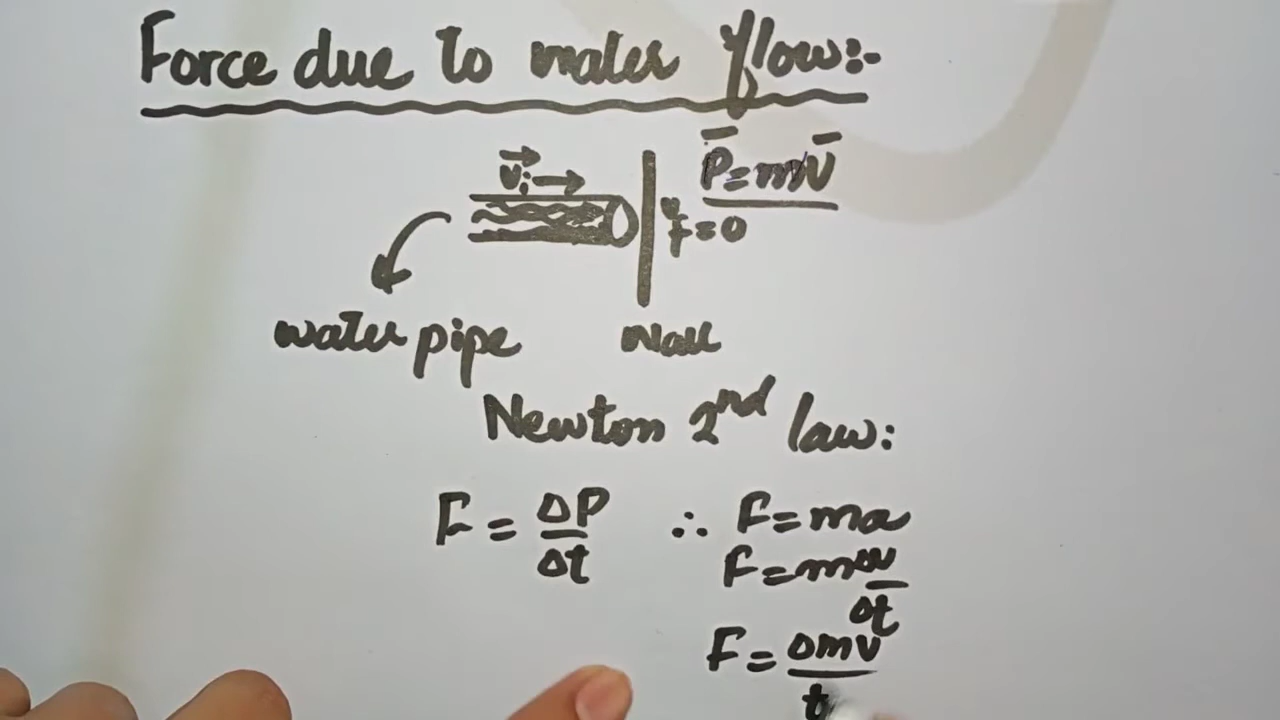 Force due to water flow:-
v⃗i →
P̅=mv̅
vf=0
water pipe
Wall
Newton 2nd law:
F = ΔP/Δt ∴ F=ma
F=mΔv/Δt
F=Δmv/t